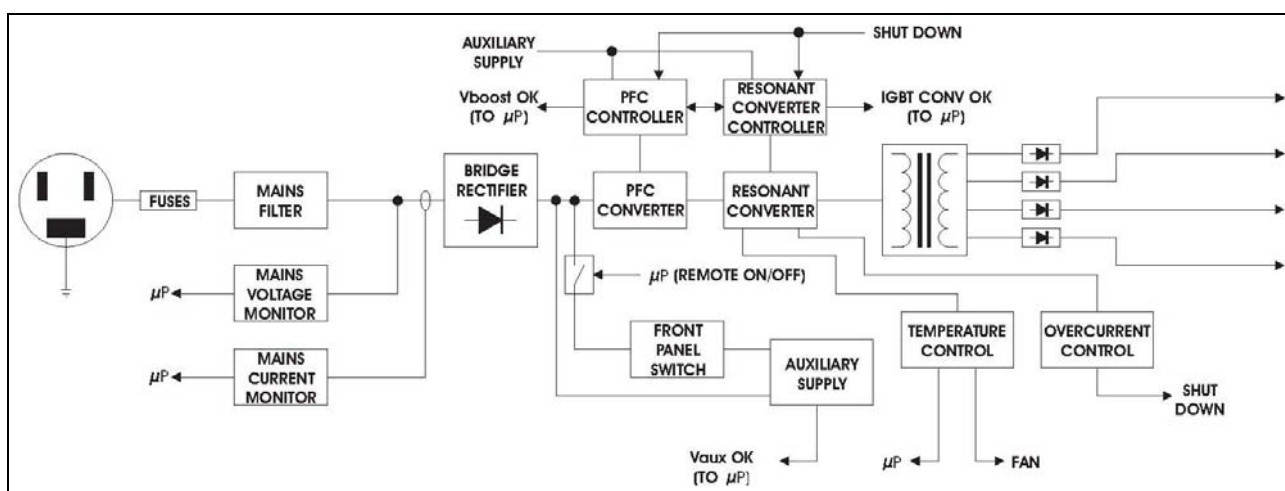 AUXILIARY
SUPPLY
SHUT DOWN
Vboost OK
(TO µP)
PFC
CONTROLLER
RESONANT
CONVERTER
CONTROLLER
IGBT CONV OK
(TO µP)
FUSES
MAINS
FILTER
BRIDGE
RECTIFIER
PFC
CONVERTER
RESONANT
CONVERTER
µP
MAINS
VOLTAGE
MONITOR
µP (REMOTE ON/OFF)
µP
MAINS
CURRENT
MONITOR
FRONT
PANEL
SWITCH
AUXILIARY
SUPPLY
TEMPERATURE
CONTROL
OVERCURRENT
CONTROL
SHUT
DOWN
Vaux OK
(TO µP)
µP
FAN